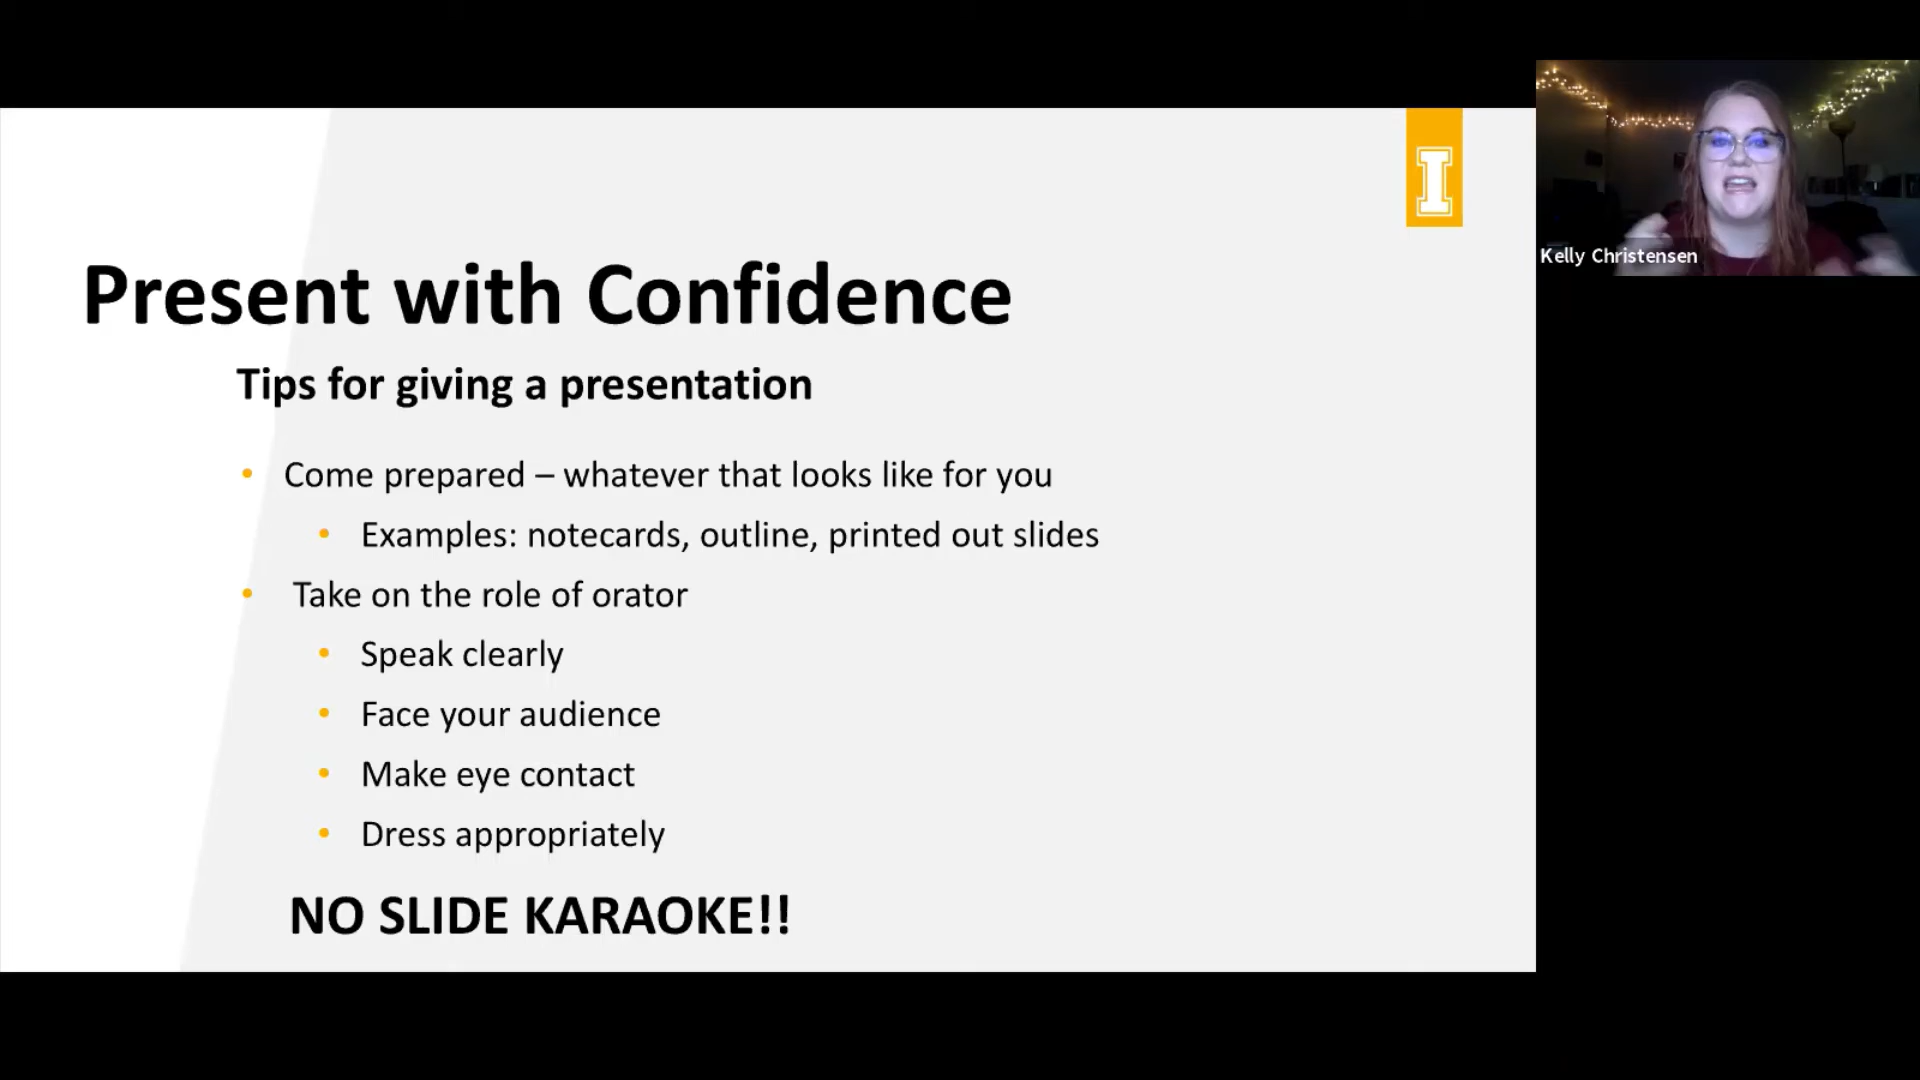 I
Present with Confidence
Tips for giving a presentation
• Come prepared – whatever that looks like for you
• Examples: notecards, outline, printed out slides
• Take on the role of orator
• Speak clearly
• Face your audience
• Make eye contact
• Dress appropriately
NO SLIDE KARAOKE!!
Kelly Christensen